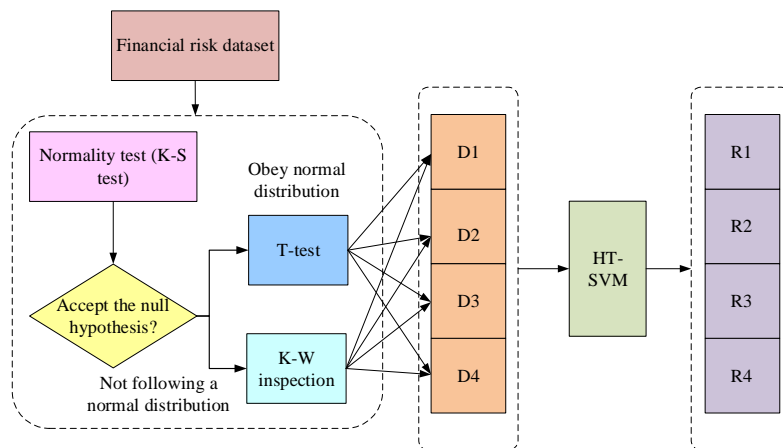 Financial risk dataset
Normality test (K-S
test)
Obey normal
distribution
T-test
Accept the null
hypothesis?
K-W
inspection
Not following a
normal distribution
D1
D2
D3
D4
HT-
SVM
R1
R2
R3
R4